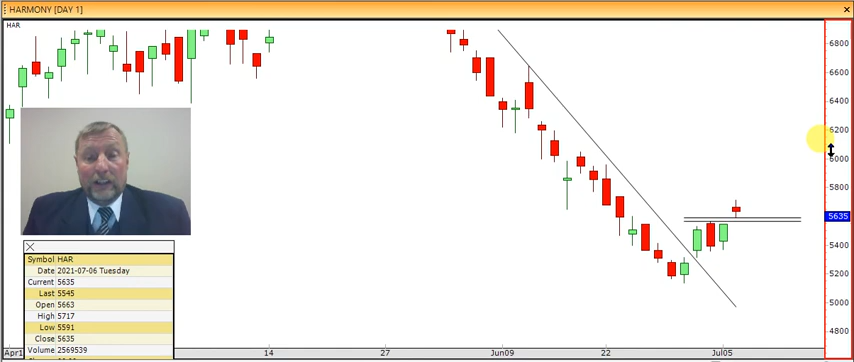 HARMONY [DAY 1]
HAR
6800
6600
6400
6200
6000
5800
5635
5400
5200
5000
4800
Symbol HAR
Date 2021-07-06 Tuesday
Current 5635
Last 5545
Open 5663
High 5717
Low 5591
Close 5635
Volume 2569539
Apr1
14
27
Jun09
22
Jul05